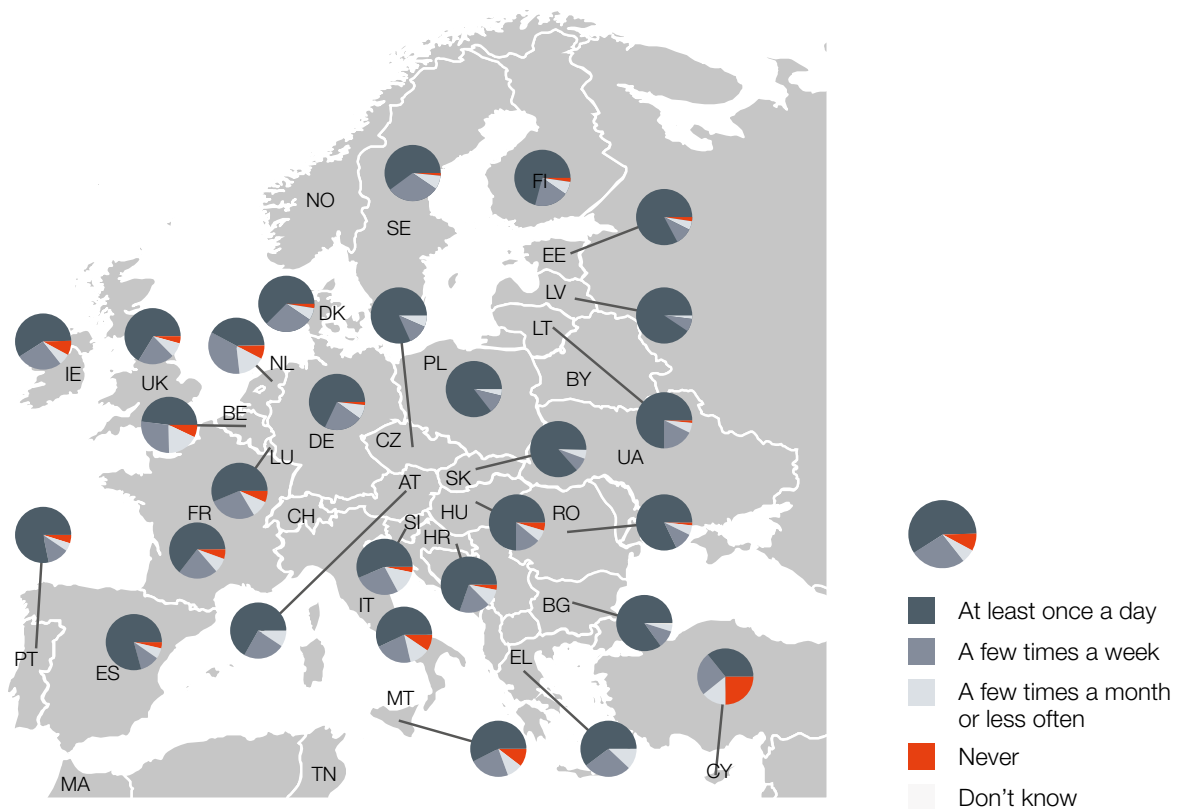 NO
SE
FI
EE
LV
LT
DK
IE
UK
NL
PL
BY
BE
DE
CZ
LU
SK
UA
AT
FR
CH
HU
RO
SI
HR
IT
BG
PT
ES
EL
MT
CY
MA
TN
At least once a day
A few times a week
A few times a month
or less often
Never
Don't know